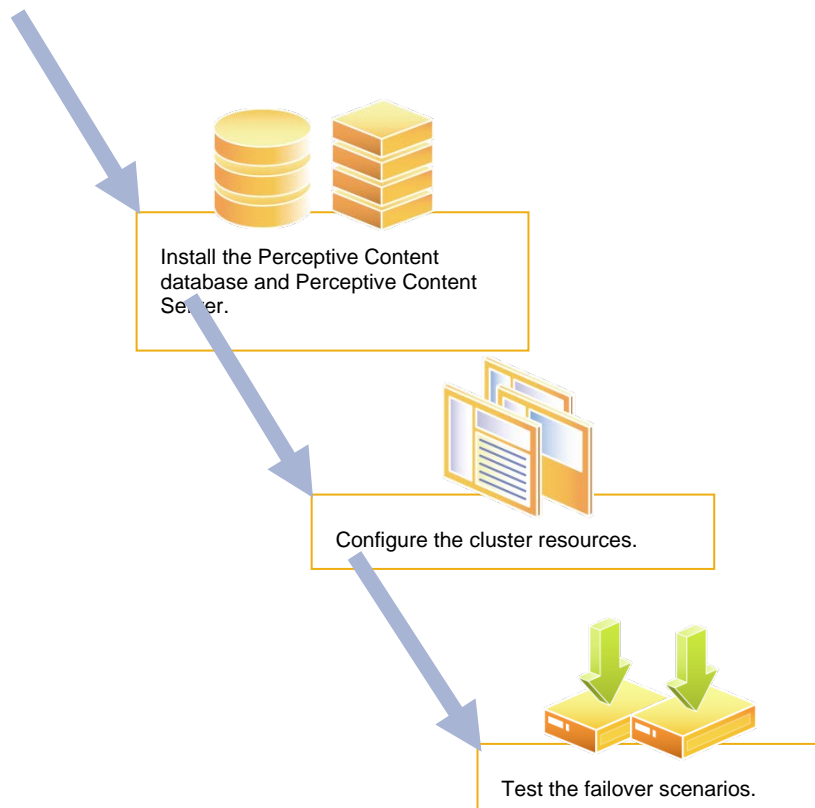 Install the Perceptive Content
database and Perceptive Content
Server.
Configure the cluster resources.
Test the failover scenarios.